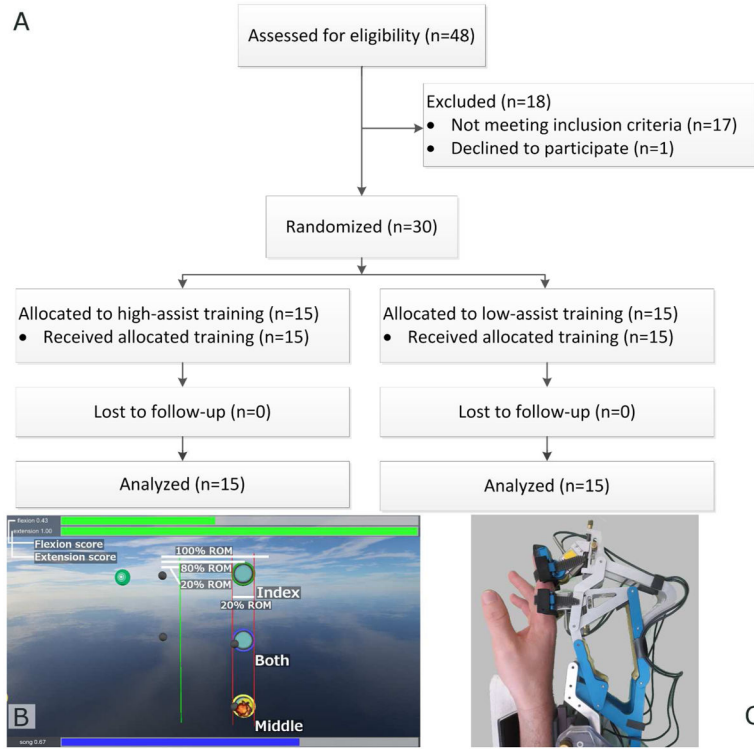 A
Assessed for eligibility (n=48)
Excluded (n=18)
● Not meeting inclusion criteria (n=17)
● Declined to participate (n=1)
Randomized (n=30)
Allocated to high-assist training (n=15)
● Received allocated training (n=15)
Allocated to low-assist training (n=15)
● Received allocated training (n=15)
Lost to follow-up (n=0)
Lost to follow-up (n=0)
Analyzed (n=15)
Analyzed (n=15)
flexion 0.43
extension 1.00
Flexion score
Extension score
100% ROM
80% ROM
20% ROM
Index
20% ROM
Both
Middle
B
song 0.67
C